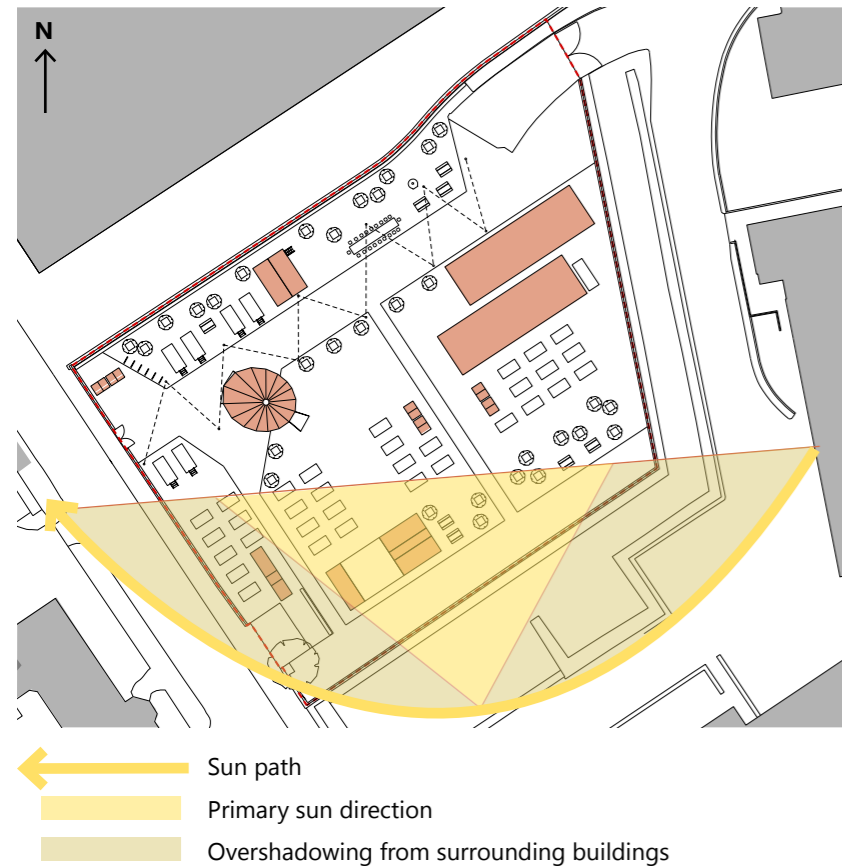 N
Sun path
Primary sun direction
Overshadowing from surrounding buildings